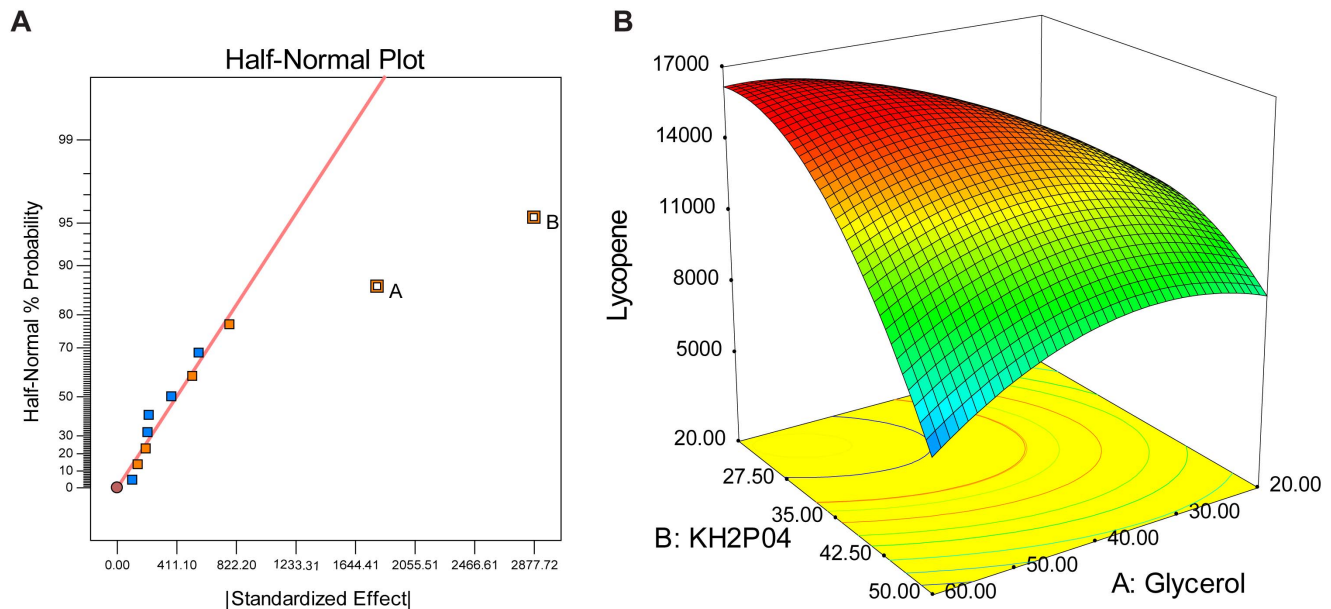 A
Half-Normal Plot
Half-Normal % Probability
99
95
90
80
70
50
30
20
10
0
B
A
0.00 411.10 822.20 1233.31 1644.41 2055.51 2466.61 2877.72
|Standardized Effect|
B
Lycopene
17000
14000
11000
8000
5000
20.00
27.50
35.00
42.50
50.00
B: KH2P04
60.00
50.00
40.00
30.00
20.00
A: Glycerol